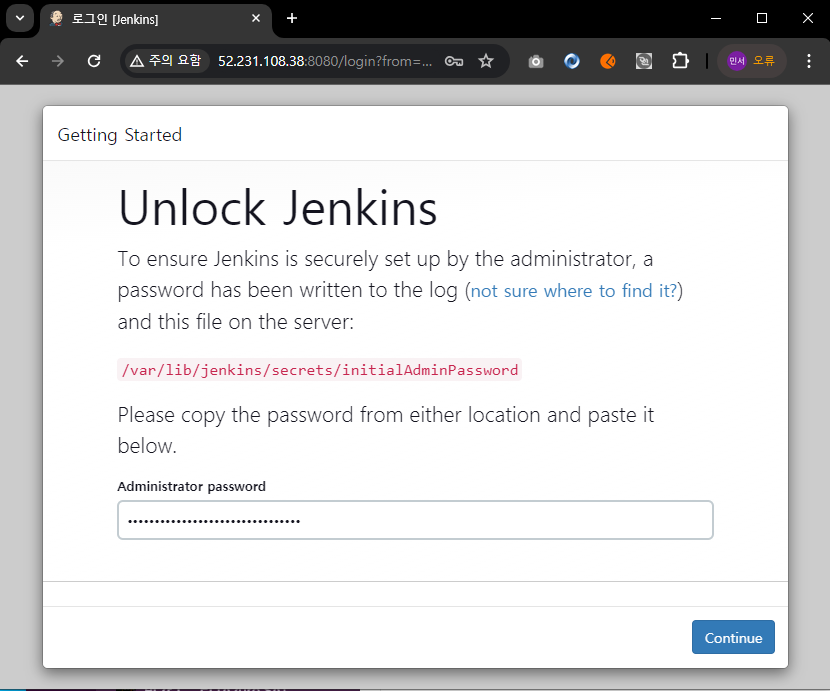 로그인 [Jenkins]
주의 요함
52.231.108.38:8080/login?from=...
민서
오류
Getting Started
Unlock Jenkins
To ensure Jenkins is securely set up by the administrator, a
password has been written to the log (not sure where to find it?)
and this file on the server:
/var/lib/jenkins/secrets/initialAdminPassword
Please copy the password from either location and paste it
below.
Administrator password
••••••••••••••••••••••••••••••••
Continue